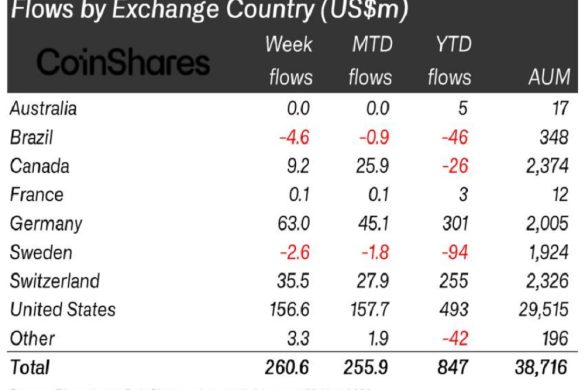 Flows by Exchange Country (US$m)
CoinShares Week flows MTD flows YTD flows AUM
Australia 0.0 0.0 5 17
Brazil -4.6 -0.9 -46 348
Canada 9.2 25.9 -26 2,374
France 0.1 0.1 3 12
Germany 63.0 45.1 301 2,005
Sweden -2.6 -1.8 -94 1,924
Switzerland 35.5 27.9 255 2,326
United States 156.6 157.7 493 29,515
Other 3.3 1.9 -42 196
Total 260.6 255.9 847 38,716